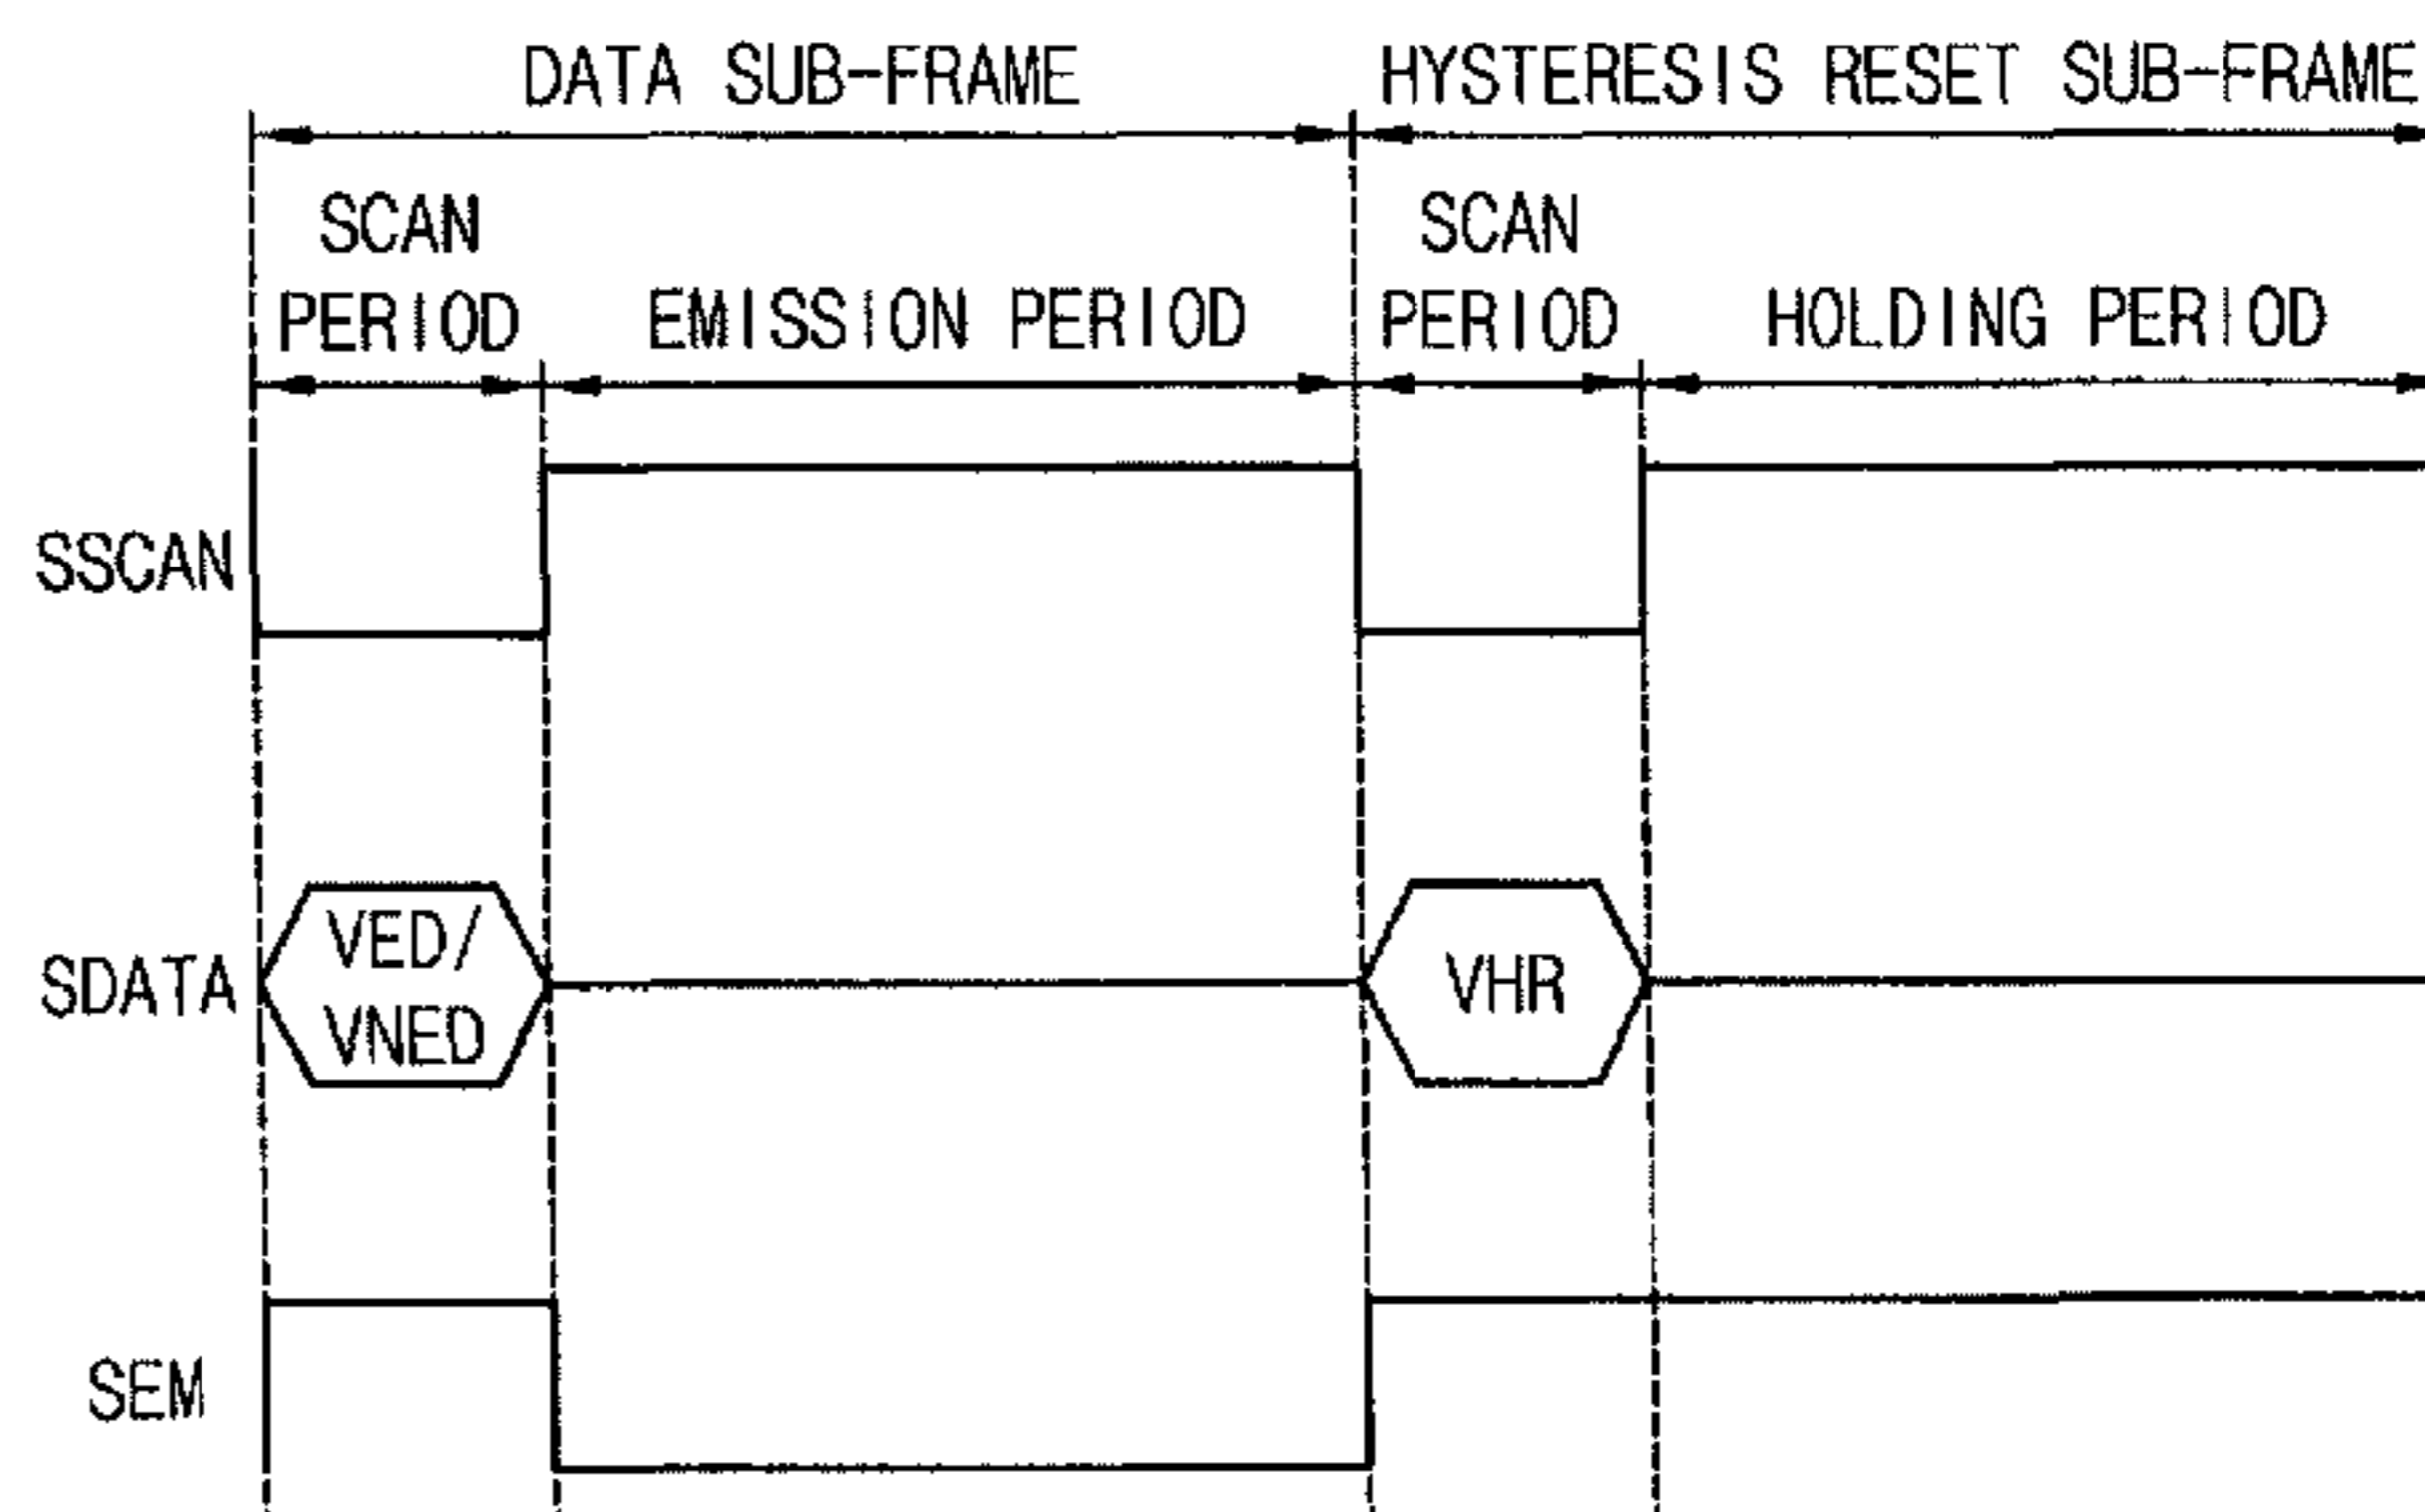 DATA SUB-FRAME
HYSTERESIS RESET SUB-FRAME
SCAN
PERIOD
EMISSION PERIOD
SCAN
PERIOD
HOLDING PERIOD
SSCAN
SDATA
VED/
VNED
VHR
SEM